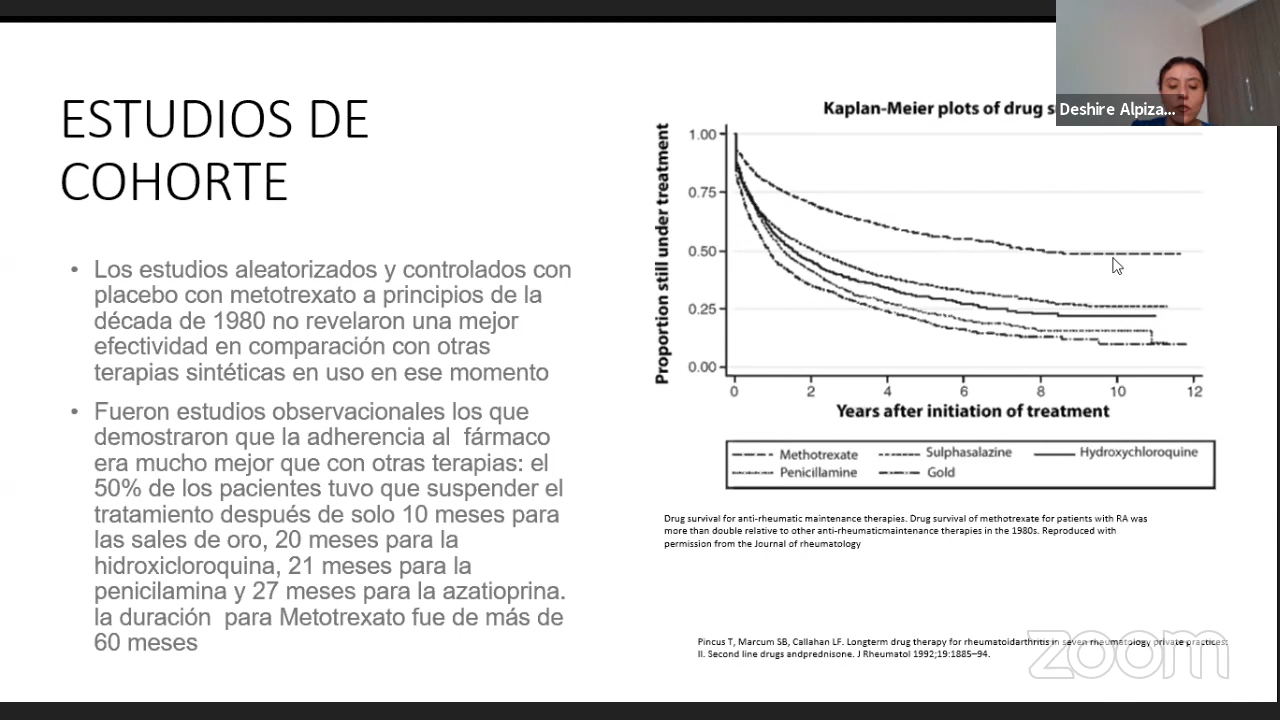 ESTUDIOS DE
COHORTE
• Los estudios aleatorizados y controlados con
placebo con metotrexato a principios de la
década de 1980 no revelaron una mejor
efectividad en comparación con otras
terapias sintéticas en uso en ese momento
• Fueron estudios observacionales los que
demostraron que la adherencia al fármaco
era mucho mejor que con otras terapias: el
50% de los pacientes tuvo que suspender el
tratamiento después de solo 10 meses para
las sales de oro, 20 meses para la
hidroxicloroquina, 21 meses para la
penicilamina y 27 meses para la azatioprina.
la duración para Metotrexato fue de más de
60 meses
Deshire Alpiza...
Kaplan-Meier plots of drug s
Proportion still under treatment
1.00
0.75
0.50
0.25
0.00
0 2 4 6 8 10 12
Years after initiation of treatment
Methotrexate Sulphasalazine Hydroxychloroquine
Penicillamine Gold
Drug survival for anti-rheumatic maintenance therapies. Drug survival of methotrexate for patients with RA was
more than double relative to other anti-rheumaticmaintenance therapies in the 1980s. Reproduced with
permission from the Journal of rheumatology
Pincus T, Marcum SB, Callahan LF. Longterm drug therapy for rheumatoidarthritis in seven rheumatology private practices:
II. Second line drugs andprednisone. J Rheumatol 1992;19:1885–94.
zoom